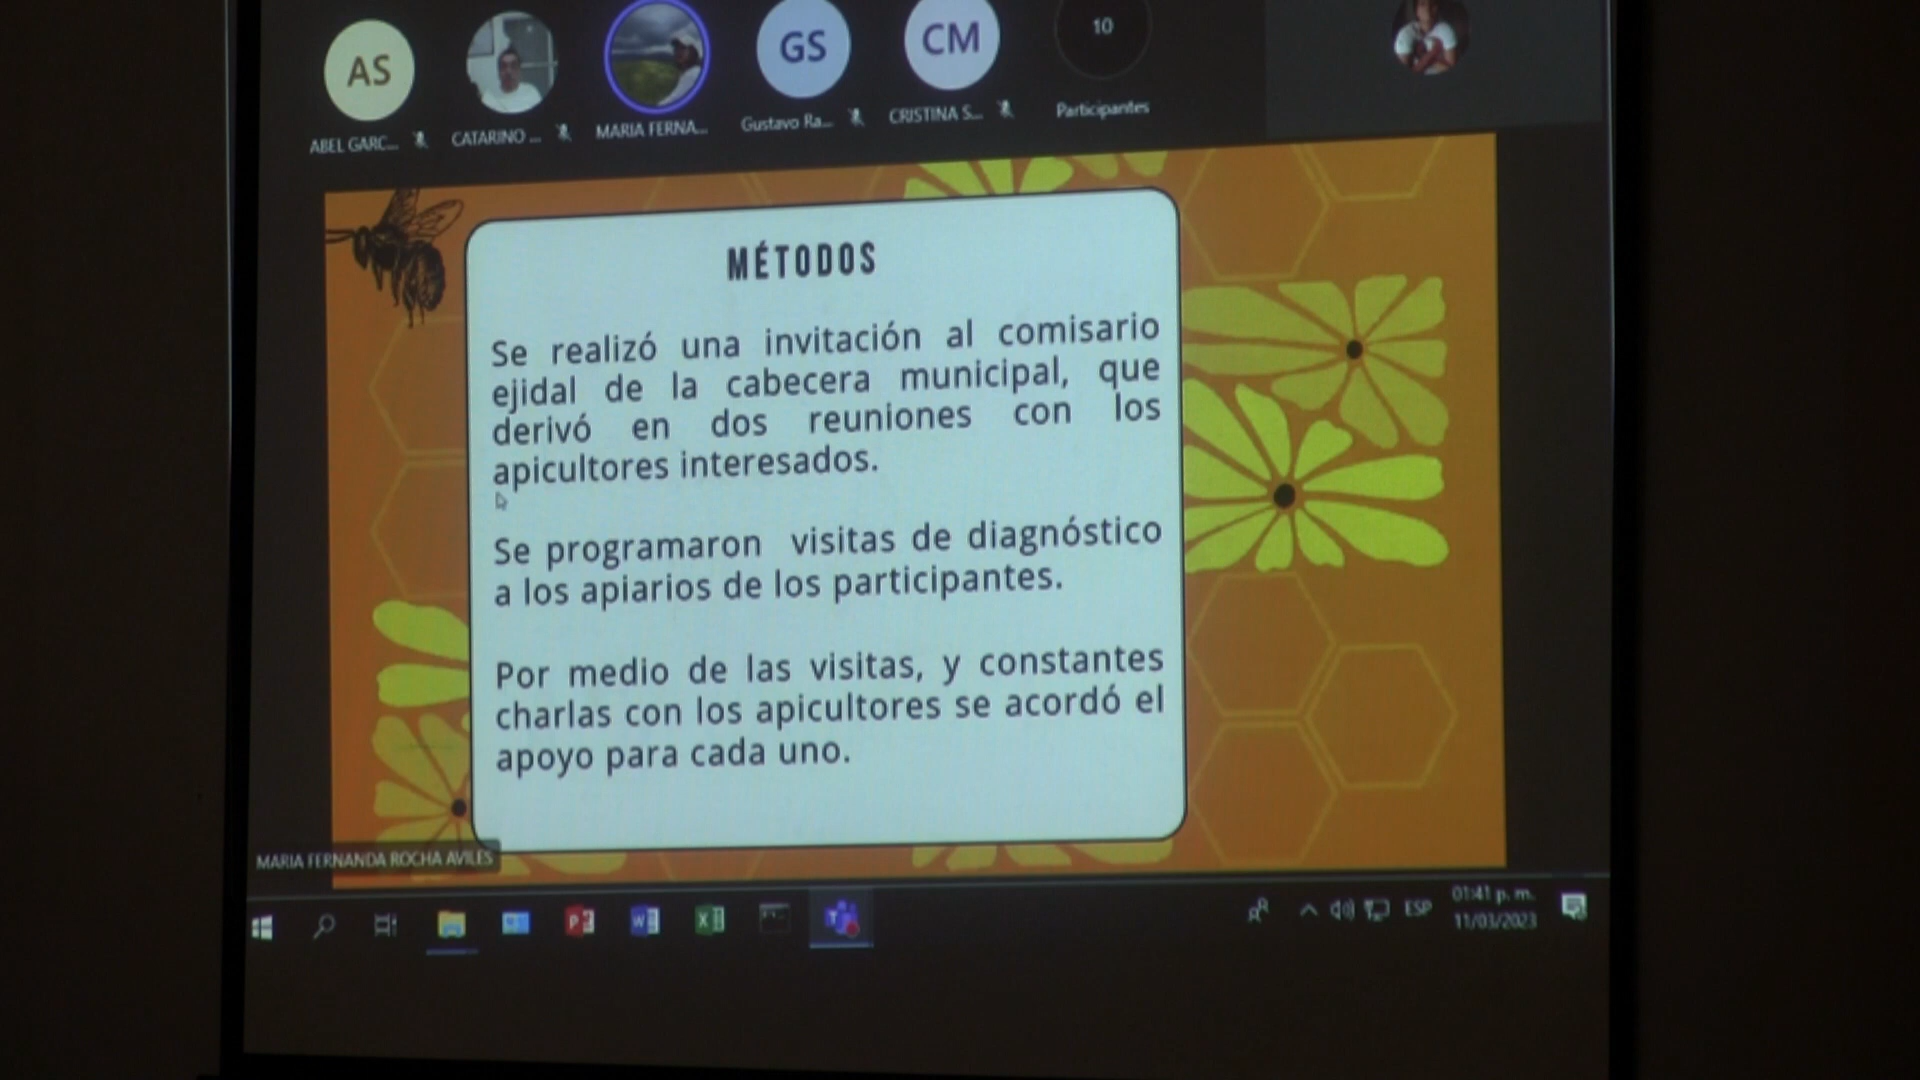 AS
GS
CM
10
ABEL GARC...
CATARINO ...
MARIA FERNA...
Gustavo Ra...
CRISTINA S...
Participantes
MÉTODOS
Se realizó una invitación al comisario
ejidal de la cabecera municipal, que
derivó en dos reuniones con los
apicultores interesados.
Se programaron visitas de diagnóstico
a los apiarios de los participantes.
Por medio de las visitas, y constantes
charlas con los apicultores se acordó el
apoyo para cada uno.
MARIA FERNANDA ROCHA AVILES
ESP
01:41 p. m.
11/03/2023